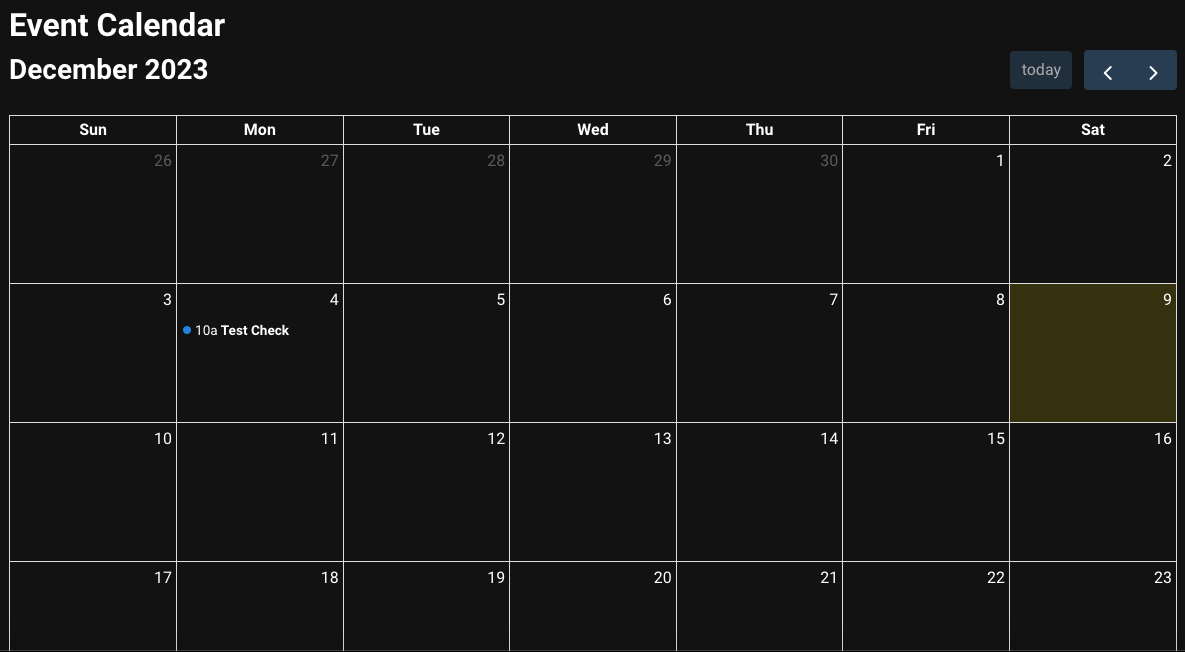 Event Calendar
December 2023
today
Sun Mon Tue Wed Thu Fri Sat
26 27 28 29 30 1 2
3 4 5 6 7 8 9
10a Test Check
10 11 12 13 14 15 16
17 18 19 20 21 22 23